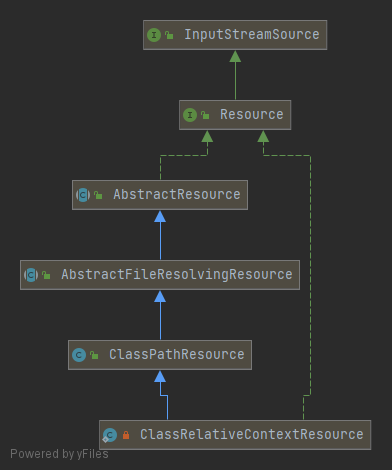 InputStreamSource
Resource
AbstractResource
AbstractFileResolvingResource
ClassPathResource
ClassRelativeContextResource
Powered by yFiles